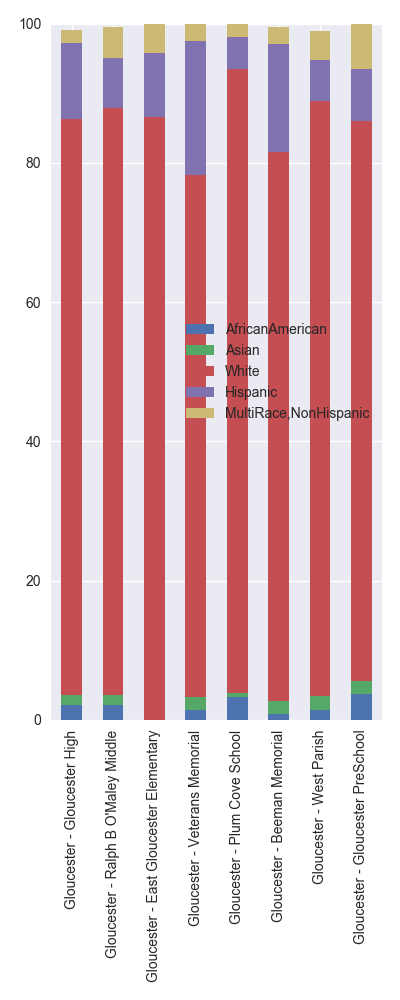 100
80
60
40
20
0
AfricanAmerican
Asian
White
Hispanic
MultiRace,NonHispanic
Gloucester - Gloucester High
Gloucester - Ralph B O'Maley Middle
Gloucester - East Gloucester Elementary
Gloucester - Veterans Memorial
Gloucester - Plum Cove School
Gloucester - Beeman Memorial
Gloucester - West Parish
Gloucester - Gloucester PreSchool